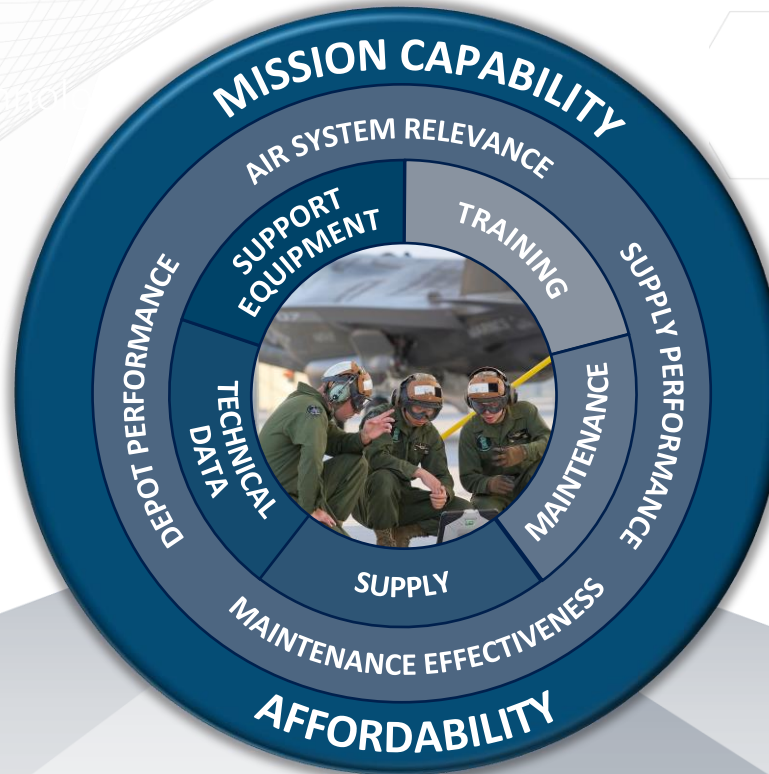 MISSION CAPABILITY
AIR SYSTEM RELEVANCE
SUPPORT
EQUIPMENT
TRAINING
DEPOT PERFORMANCE
SUPPLY PERFORMANCE
TECHNICAL
DATA
MAINTENANCE
SUPPLY
MAINTENANCE EFFECTIVENESS
AFFORDABILITY